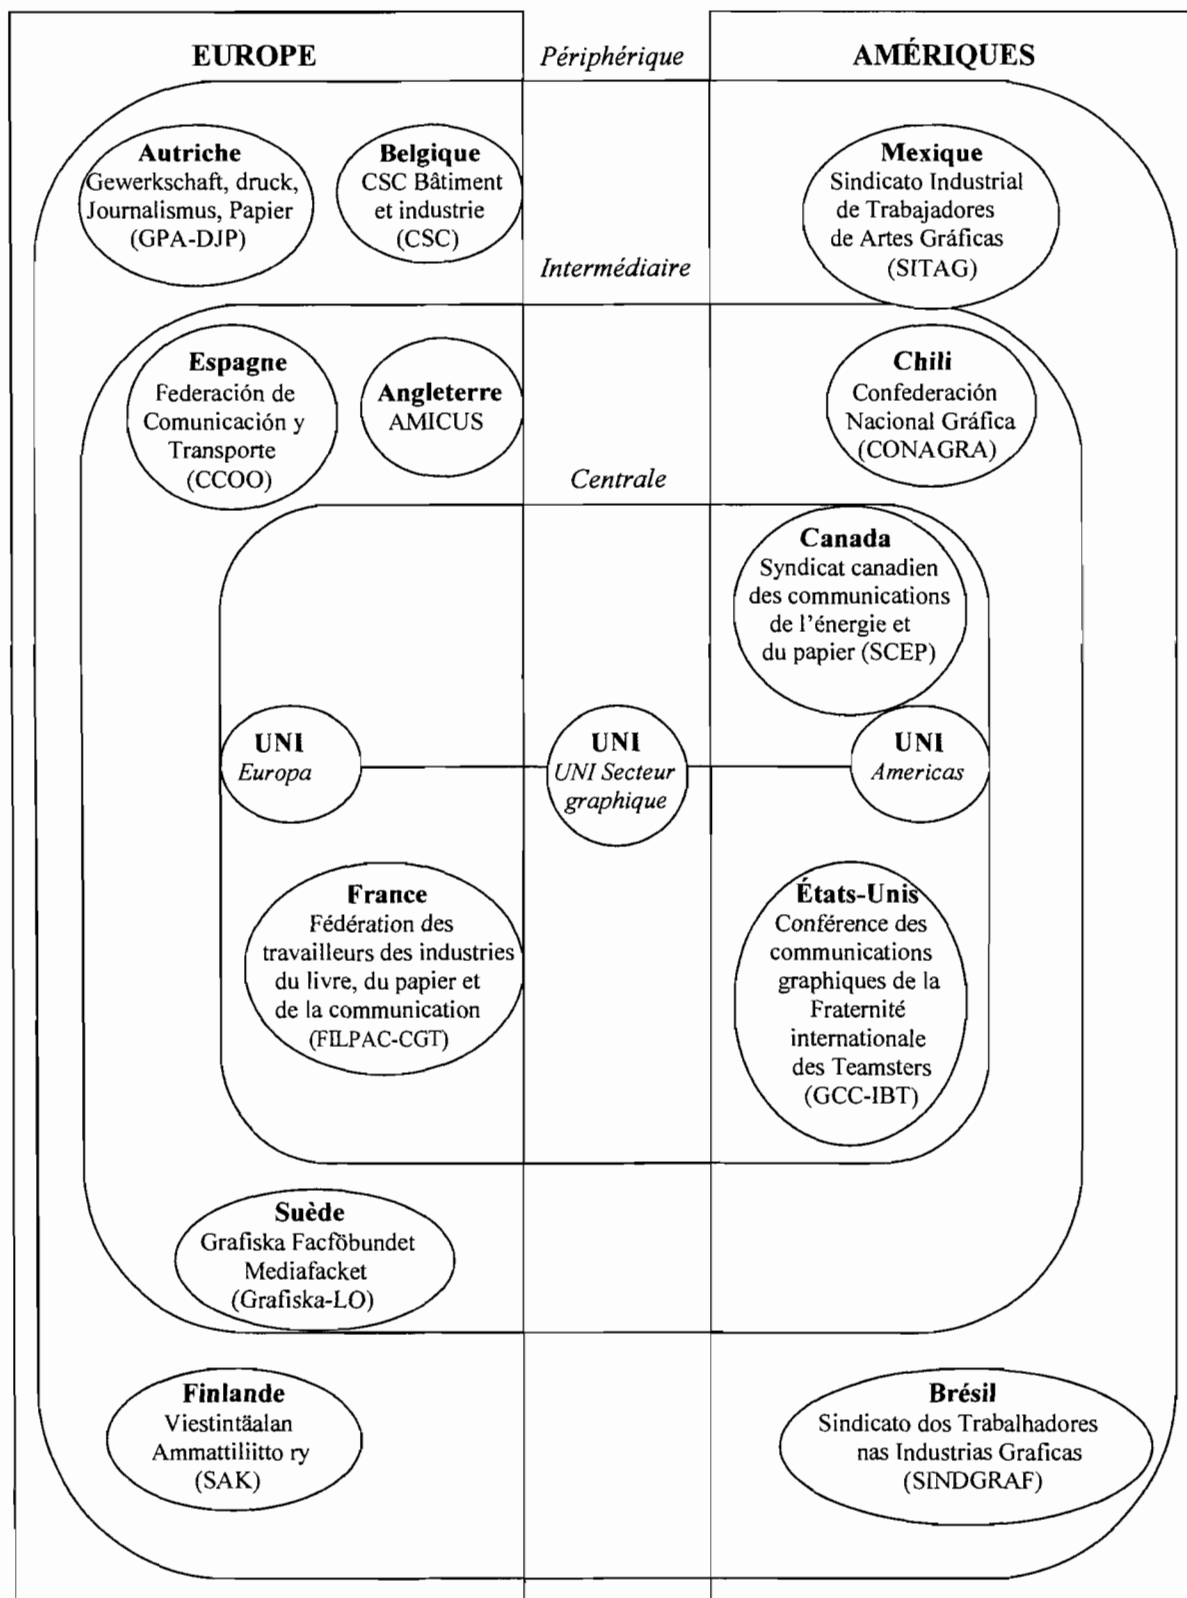 EUROPE
Périphérique
AMÉRIQUES
Autriche
Gewerkschaft, druck,
Journalismus, Papier
(GPA-DJP)
Belgique
CSC Bâtiment
et industrie
(CSC)
Mexique
Sindicato Industrial
de Trabajadores
de Artes Gráficas
(SITAG)
Intermédiaire
Espagne
Federación de
Comunicación y
Transporte
(CCOO)
Angleterre
AMICUS
Chili
Confederación
Nacional Gráfica
(CONAGRA)
Centrale
Canada
Syndicat canadien
des communications
de l'énergie et
du papier (SCEP)
UNI
Europa
UNI
UNI Secteur
graphique
UNI
Americas
France
Fédération des
travailleurs des industries
du livre, du papier et
de la communication
(FILPAC-CGT)
États-Unis
Conférence des
communications
graphiques de la
Fraternité
internationale
des Teamsters
(GCC-IBT)
Suède
Grafiska Facföbundet
Mediafacket
(Grafiska-LO)
Finlande
Viestintäalan
Ammattiliitto ry
(SAK)
Brésil
Sindicato dos Trabalhadores
nas Industrias Graficas
(SINDGRAF)